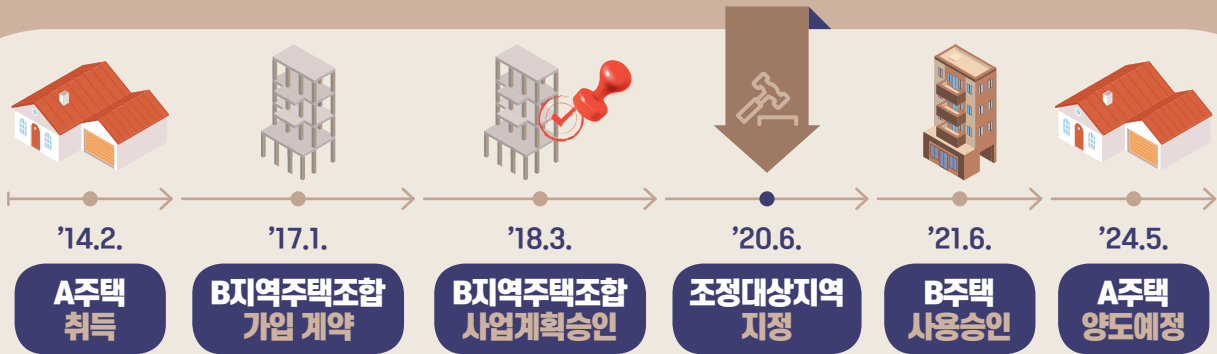 '14.2.
'17.1.
'18.3.
'20.6.
'21.6.
'24.5.
A주택
취득
B지역주택조합
가입 계약
B지역주택조합
사업계획승인
조정대상지역
지정
B주택
사용승인
A주택
양도예정